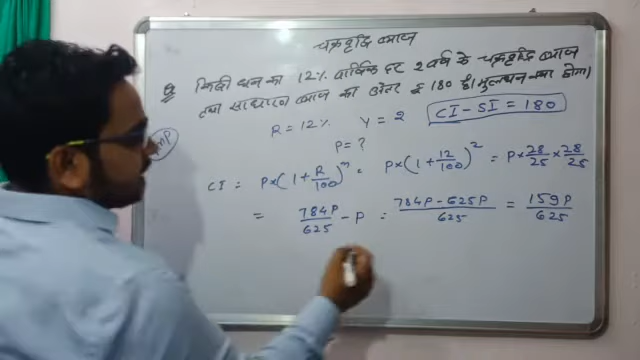 चक्रवृद्धि ब्याज
Q किसी धन का 12% वार्षिक दर 2 वर्ष के चक्रवृद्धि ब्याज
तथा साधारण ब्याज का अंतर ₹ 180 है। मूलधन क्या होगा।
R = 12% Y = 2 CI - SI = 180
P = ?
CI = P×(1+R/100)^n = P×(1+12/100)^2 = P×28/25×28/25
= 784P/625 - P = 784P-625P/625 = 159P/625